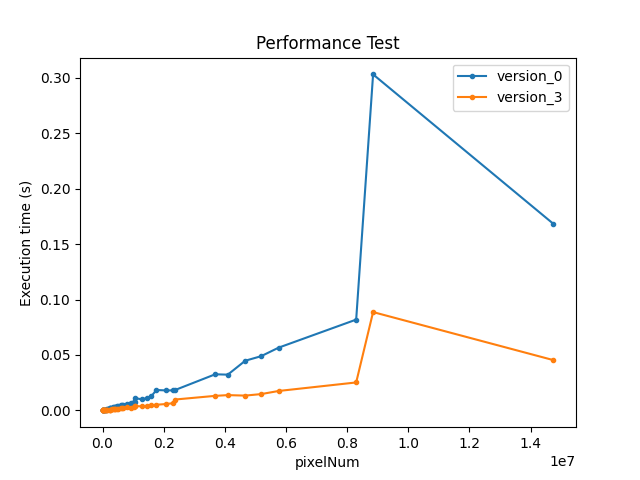 Performance Test
version_0
version_3
Execution time (s)
0.30
0.25
0.20
0.15
0.10
0.05
0.00
0.0 0.2 0.4 0.6 0.8 1.0 1.2 1.4
1e7
pixelNum